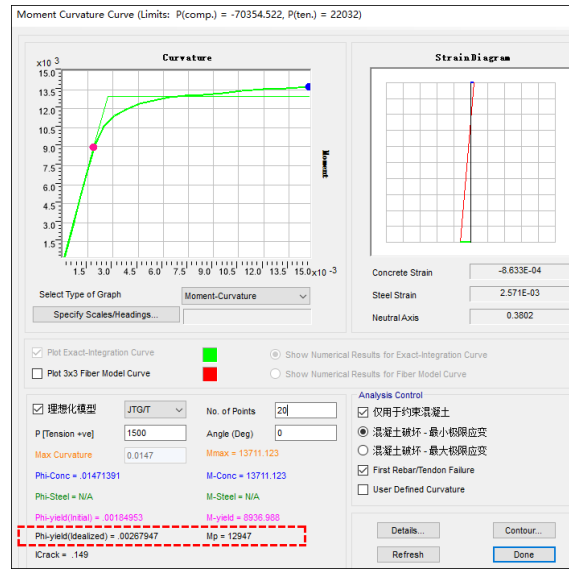 Moment Curvature Curve (Limits: P(comp.) = -70354.522, P(ten.) = 22032)
Curvature
x10 3
15.0
13.5
12.0
10.5
9.0
7.5
6.0
4.5
3.0
1.5
Moment
1.5 3.0 4.5 6.0 7.5 9.0 10.5 12.0 13.5 15.0 x10 -3
Select Type of Graph
Moment-Curvature
Specify Scales/Headings...
StrainDiagram
Concrete Strain -8.633E-04
Steel Strain 2.571E-03
NeutralAxis 0.3802
Plot Exact-Integration Curve
Show Numerical Results for Exact-Integration Curve
Plot 3x3 Fiber Model Curve
Show Numerical Results for Fiber Model Curve
理想化模型 JTG/T No. of Points 20
P [Tension +ve] 1500 Angle (Deg) 0
Max Curvature 0.0147 Mmax = 13711.123
Phi-Conc = .01471391 M-Conc = 13711.123
Phi-Steel = N/A M-Steel = N/A
Phi-yield(Initial) = .00184953 M-yield = 8936.988
Phi-yield(Idealized) = .00267947 Mp = 12947
ICrack = .149
Analysis Control
仅用于约束混凝土
混凝土破坏 - 最小极限应变
混凝土破坏 - 最大极限应变
First Rebar/Tendon Failure
User Defined Curvature
Details... Contour...
Refresh Done